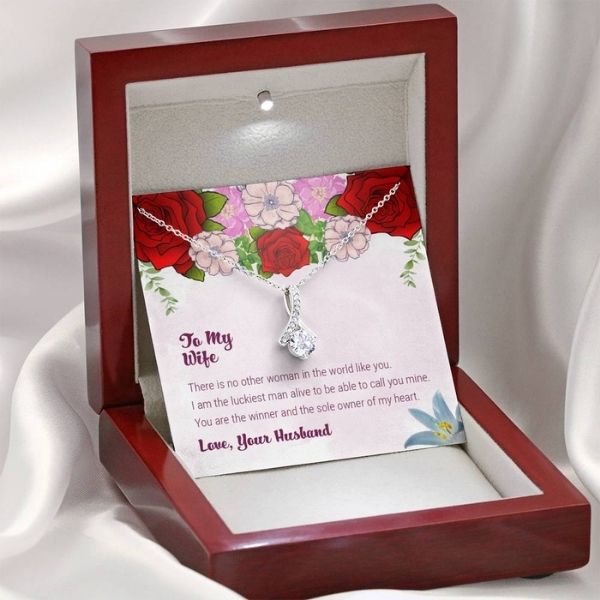 To My
Wife
There is no other woman in the world like you.
I am the luckiest man alive to be able to call you mine.
You are the winner and the sole owner of my heart.
Love, Your Husband